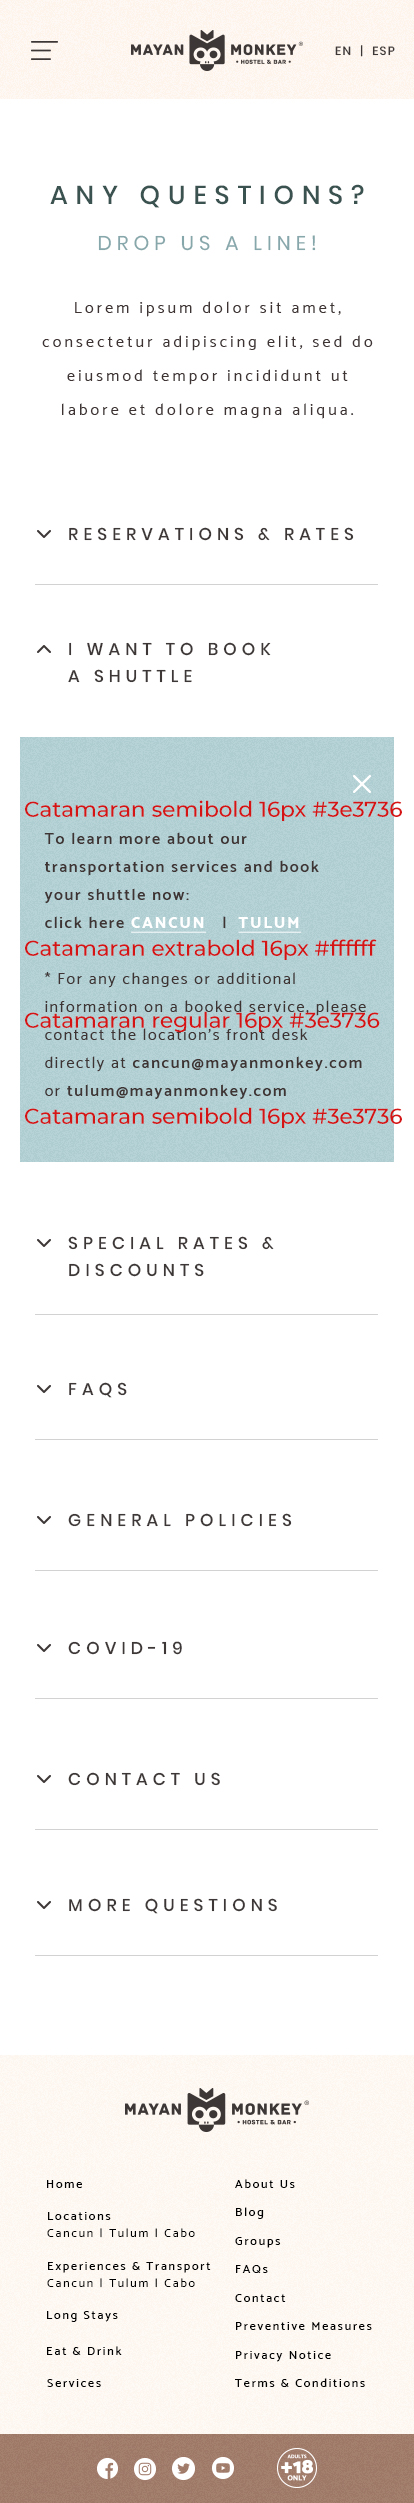 MAYAN MONKEY®
• HOSTEL & BAR •
EN | ESP
ANY QUESTIONS?
DROP US A LINE!
Lorem ipsum dolor sit amet,
consectetur adipiscing elit, sed do
eiusmod tempor incididunt ut
labore et dolore magna aliqua.
RESERVATIONS & RATES
I WANT TO BOOK
A SHUTTLE
Catamaran semibold 16px #3e3736
To learn more about our
transportation services and book
your shuttle now:
click here CANCUN | TULUM
Catamaran extrabold 16px #ffffff
* For any changes or additional
information on a booked service, please
Catamaran regular 16px #3e3736
contact the location's front desk
directly at cancun@mayanmonkey.com
or tulum@mayanmonkey.com
Catamaran semibold 16px #3e3736
SPECIAL RATES &
DISCOUNTS
FAQS
GENERAL POLICIES
COVID-19
CONTACT US
MORE QUESTIONS
MAYAN MONKEY®
• HOSTEL & BAR •
Home
Locations
Cancun | Tulum | Cabo
Experiences & Transport
Cancun | Tulum | Cabo
Long Stays
Eat & Drink
Services
About Us
Blog
Groups
FAQs
Contact
Preventive Measures
Privacy Notice
Terms & Conditions
ADULTS
+18
ONLY